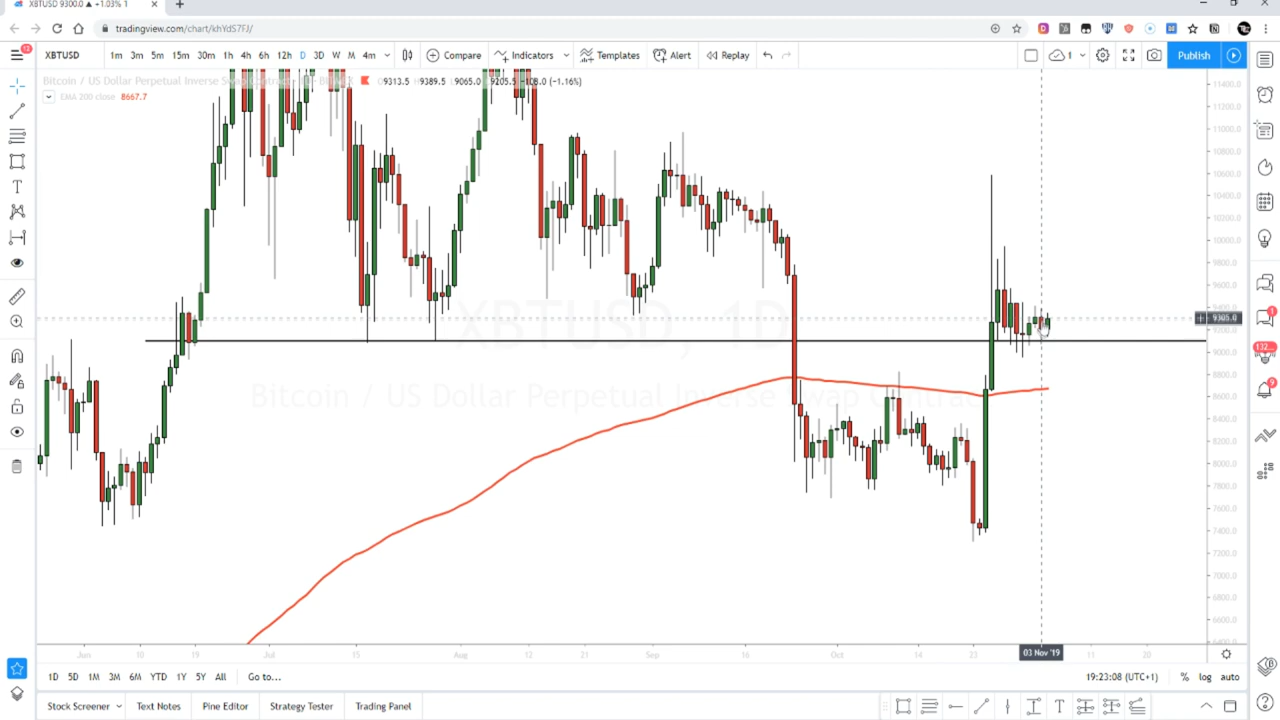 XBTUSD 9300.0 ▲ +1.03% 1
tradingview.com/chart/khYdS7FJ/
XBTUSD 1m 3m 5m 15m 30m 1h 4h 6h 12h D 3D W M 4m Compare Indicators Templates Alert Replay 1 Publish
Bitcoin / US Dollar Perpetual Inverse Swap
9313.5 9389.5 L9065.0 9205.5 -108.0 (-1.16%)
EMA 200 close 8667.7
XBTUSD, 1D
Bitcoin / US Dollar Perpetual Inverse Swap Contract
11400.0
11200.0
11000.0
10800.0
10600.0
10400.0
10200.0
10000.0
9800.0
9600.0
9400.0
9305.0
9200.0
9000.0
8800.0
8600.0
8400.0
8200.0
8000.0
7800.0
7600.0
7400.0
7200.0
7000.0
6800.0
6600.0
6400.0
Jun 10 19 Jul 15 Aug 12 21 Sep 16 Oct 14 23 03 Nov '19 11 20
1D 5D 1M 3M 6M YTD 1Y 5Y All Go to... 19:23:08 (UTC+1) % log auto
Stock Screener Text Notes Pine Editor Strategy Tester Trading Panel